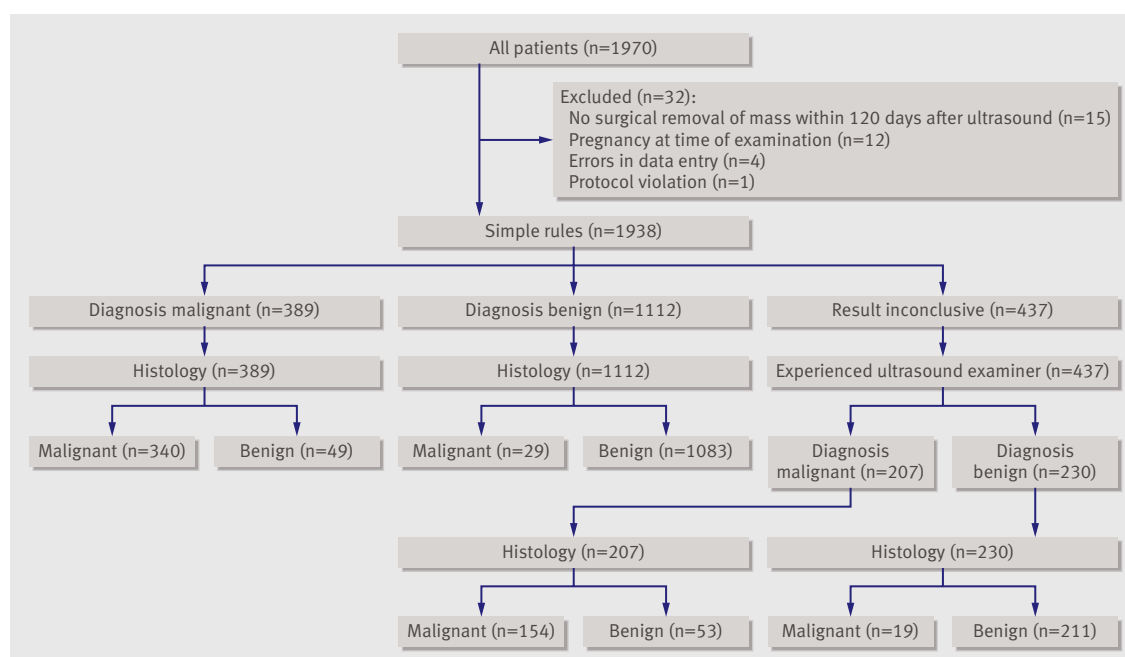 All patients (n=1970)
Excluded (n=32):
No surgical removal of mass within 120 days after ultrasound (n=15)
Pregnancy at time of examination (n=12)
Errors in data entry (n=4)
Protocol violation (n=1)
Simple rules (n=1938)
Diagnosis malignant (n=389)
Diagnosis benign (n=1112)
Result inconclusive (n=437)
Histology (n=389)
Histology (n=1112)
Experienced ultrasound examiner (n=437)
Malignant (n=340)
Benign (n=49)
Malignant (n=29)
Benign (n=1083)
Diagnosis
malignant (n=207)
Diagnosis
benign (n=230)
Histology (n=207)
Histology (n=230)
Malignant (n=154)
Benign (n=53)
Malignant (n=19)
Benign (n=211)